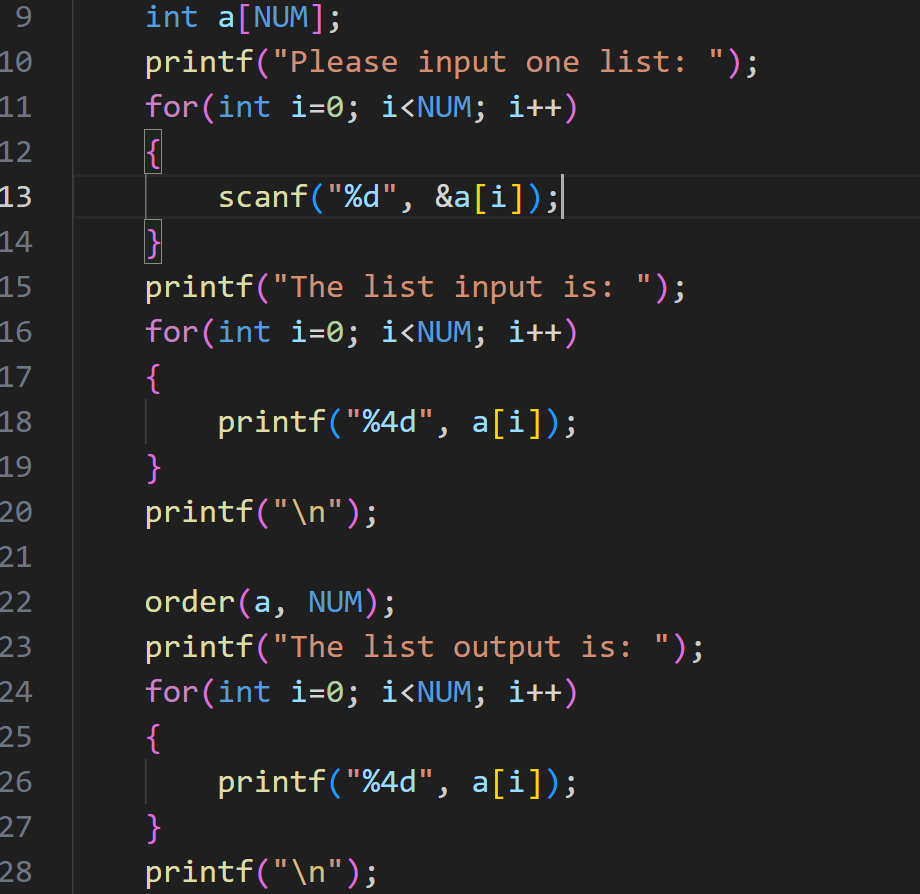 9 int a[NUM];
10 printf("Please input one list: ");
11 for(int i=0; i<NUM; i++)
12 {
13 scanf("%d", &a[i]);
14 }
15 printf("The list input is: ");
16 for(int i=0; i<NUM; i++)
17 {
18 printf("%4d", a[i]);
19 }
20 printf("\n");
21
22 order(a, NUM);
23 printf("The list output is: ");
24 for(int i=0; i<NUM; i++)
25 {
26 printf("%4d", a[i]);
27 }
28 printf("\n");